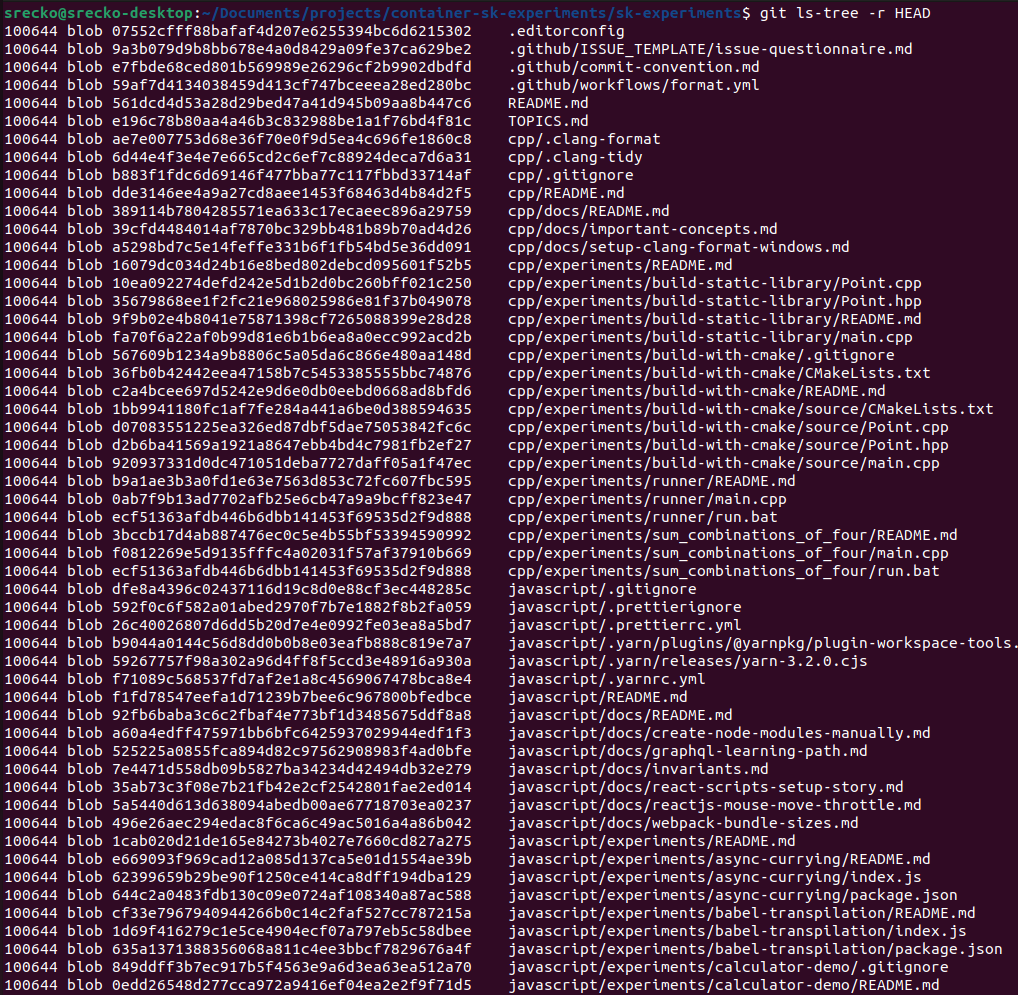 srecko@srecko-desktop:~/Documents/projects/container-sk-experiments/sk-experiments$ git ls-tree -r HEAD
100644 blob 07552cfff88bafaf4d207e6255394bc6d6215302 .editorconfig
100644 blob 9a3b079d9b8bb678e4a0d8429a09fe37ca629be2 .github/ISSUE_TEMPLATE/issue-questionnaire.md
100644 blob e7fbde68ced801b569989e26296cf2b9902dbdfd .github/commit-convention.md
100644 blob 59af7d4134038459d413cf747bceeea28ed280bc .github/workflows/format.yml
100644 blob 561dcd4d53a28d29bed47a41d945b09aa8b447c6 README.md
100644 blob e196c78b80aa4a46b3c832988be1a1f76bd4f81c TOPICS.md
100644 blob ae7e007753d68e36f70e0f9d5ea4c696fe1860c8 cpp/.clang-format
100644 blob 6d44e4f3e4e7e665cd2c6ef7c88924deca7d6a31 cpp/.clang-tidy
100644 blob b883f1fdc6d69146f477bba77c117fbbd33714af cpp/.gitignore
100644 blob dde3146ee4a9a27cd8aee1453f68463d4b84d2f5 cpp/README.md
100644 blob 389114b7804285571ea633c17ecaeec896a29759 cpp/docs/README.md
100644 blob 39cfd4484014af7870bc329bb481b89b70ad4d26 cpp/docs/important-concepts.md
100644 blob a5298bd7c5e14feffe331b6f1fb54bd5e36dd091 cpp/docs/setup-clang-format-windows.md
100644 blob 16079dc034d24b16e8bed802debcd095601f52b5 cpp/experiments/README.md
100644 blob 10ea092274defd242e5d1b2d0bc260bff021c250 cpp/experiments/build-static-library/Point.cpp
100644 blob 35679868ee1f2fc21e968025986e81f37b049078 cpp/experiments/build-static-library/Point.hpp
100644 blob 9f9b02e4b8041e75871398cf7265088399e28d28 cpp/experiments/build-static-library/README.md
100644 blob fa70f6a22af0b99d81e6b1b6ea8a0ecc992acd2b cpp/experiments/build-static-library/main.cpp
100644 blob 567609b1234a9b8806c5a05da6c866e480aa148d cpp/experiments/build-with-cmake/.gitignore
100644 blob 36fb0b42442eea47158b7c5453385555bbc74876 cpp/experiments/build-with-cmake/CMakeLists.txt
100644 blob c2a4bcee697d5242e9d6e0db0eebd0668ad8bfd6 cpp/experiments/build-with-cmake/README.md
100644 blob 1bb9941180fc1af7fe284a441a6be0d388594635 cpp/experiments/build-with-cmake/source/CMakeLists.txt
100644 blob d07083551225ea326ed87dbf5dae75053842fc6c cpp/experiments/build-with-cmake/source/Point.cpp
100644 blob d2b6ba41569a1921a8647ebb4bd4c7981fb2ef27 cpp/experiments/build-with-cmake/source/Point.hpp
100644 blob 920937331d0dc471051deba7727daff05a1f47ec cpp/experiments/build-with-cmake/source/main.cpp
100644 blob b9a1ae3b3a0fd1e63e7563d853c72fc607fbc595 cpp/experiments/runner/README.md
100644 blob 0ab7f9b13ad7702afb25e6cb47a9a9bcff823e47 cpp/experiments/runner/main.cpp
100644 blob ecf51363afdb446b6dbb141453f69535d2f9d888 cpp/experiments/runner/run.bat
100644 blob 3bccb17d4ab887476ec0c5e4b55bf53394590992 cpp/experiments/sum_combinations_of_four/README.md
100644 blob f0812269e5d9135fffc4a02031f57af37910b669 cpp/experiments/sum_combinations_of_four/main.cpp
100644 blob ecf51363afdb446b6dbb141453f69535d2f9d888 cpp/experiments/sum_combinations_of_four/run.bat
100644 blob dfe8a4396c02437116d19c8d0e88cf3ec448285c javascript/.gitignore
100644 blob 592f0c6f582a01abed2970f7b7e1882f8b2fa059 javascript/.prettierignore
100644 blob 26c40026807d6dd5b20d7e4e0992fe03ea8a5bd7 javascript/.prettierrc.yml
100644 blob b9044a0144c56d8dd0b0b8e03eafb888c819e7a7 javascript/.yarn/plugins/@yarnpkg/plugin-workspace-tools.
100644 blob 59267757f98a302a96d4ff8f5ccd3e48916a930a javascript/.yarn/releases/yarn-3.2.0.cjs
100644 blob f71089c568537fd7af2e1a8c4569067478bca8e4 javascript/.yarnrc.yml
100644 blob f1fd78547eefa1d71239b7bee6c967800bfedbce javascript/README.md
100644 blob 92fb6baba3c6c2fbaf4e773bf1d3485675ddf8a8 javascript/docs/README.md
100644 blob a60a4edff475971bb6bfc6425937029944edf1f3 javascript/docs/create-node-modules-manually.md
100644 blob 525225a0855fca894d82c97562908983f4ad0bfe javascript/docs/graphql-learning-path.md
100644 blob 7e4471d558db09b5827ba34234d42494db32e279 javascript/docs/invariants.md
100644 blob 35ab73c3f08e7b21fb42e2cf2542801fae2ed014 javascript/docs/react-scripts-setup-story.md
100644 blob 5a5440d613d638094abedb00ae67718703ea0237 javascript/docs/reactjs-mouse-move-throttle.md
100644 blob 496e26aec294edac8f6ca6c49ac5016a4a86b042 javascript/docs/webpack-bundle-sizes.md
100644 blob 1cab020d21de165e84273b4027e7660cd827a275 javascript/experiments/README.md
100644 blob e669093f969cad12a085d137ca5e01d1554ae39b javascript/experiments/async-currying/README.md
100644 blob 62399659b29be90f1250ce414ca8dff194dba129 javascript/experiments/async-currying/index.js
100644 blob 644c2a0483fdb130c09e0724af108340a87ac588 javascript/experiments/async-currying/package.json
100644 blob cf33e7967940944266b0c14c2faf527cc787215a javascript/experiments/babel-transpilation/README.md
100644 blob 1d69f416279c1e5ce4904ecf07a797eb5c58dbee javascript/experiments/babel-transpilation/index.js
100644 blob 635a1371388356068a811c4ee3bbcf7829676a4f javascript/experiments/babel-transpilation/package.json
100644 blob 849ddff3b7ec917b5f4563e9a6d3ea63ea512a70 javascript/experiments/calculator-demo/.gitignore
100644 blob 0edd26548d277cca972a9416ef04ea2e2f9f71d5 javascript/experiments/calculator-demo/README.md